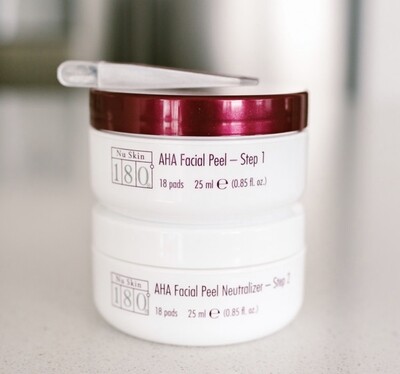 Nu Skin
180°
AHA Facial Peel – Step 1
18 pads 25 ml ℮ (0.85 fl. oz.)
Nu Skin
180°
AHA Facial Peel Neutralizer – Step 2
18 pads 25 ml ℮ (0.85 fl. oz.)